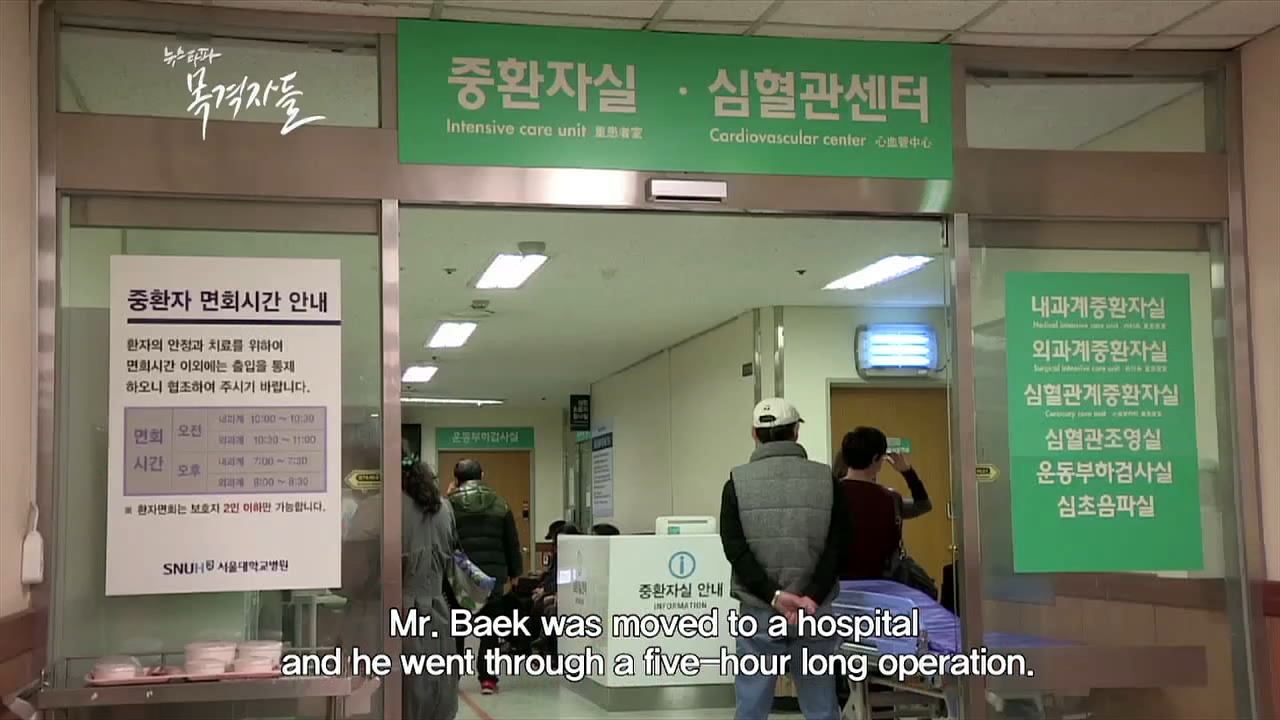 뉴스타파
목격자들
중환자실 · 심혈관센터
Intensive care unit 重患者室 Cardiovascular center 心血管中心
중환자 면회시간 안내
환자의 안정과 치료를 위하여
면회시간 이외에는 출입을 통제
하오니 협조하여 주시기 바랍니다.
면회 시간
오전 내과계 10:00 ~ 10:30
외과계 10:30 ~ 11:00
오후 내과계 7:00 ~ 7:30
외과계 8:00 ~ 8:30
※ 환자면회는 보호자 2인 이하만 가능합니다.
SNUH 서울대학교병원
운동부하검사실
중환자실 안내
INFORMATION
내과계중환자실
Medical intensive care unit
외과계중환자실
Surgical intensive care unit
심혈관계중환자실
Coronary care unit
심혈관조영실
운동부하검사실
심초음파실
Mr. Baek was moved to a hospital
and he went through a five-hour long operation.